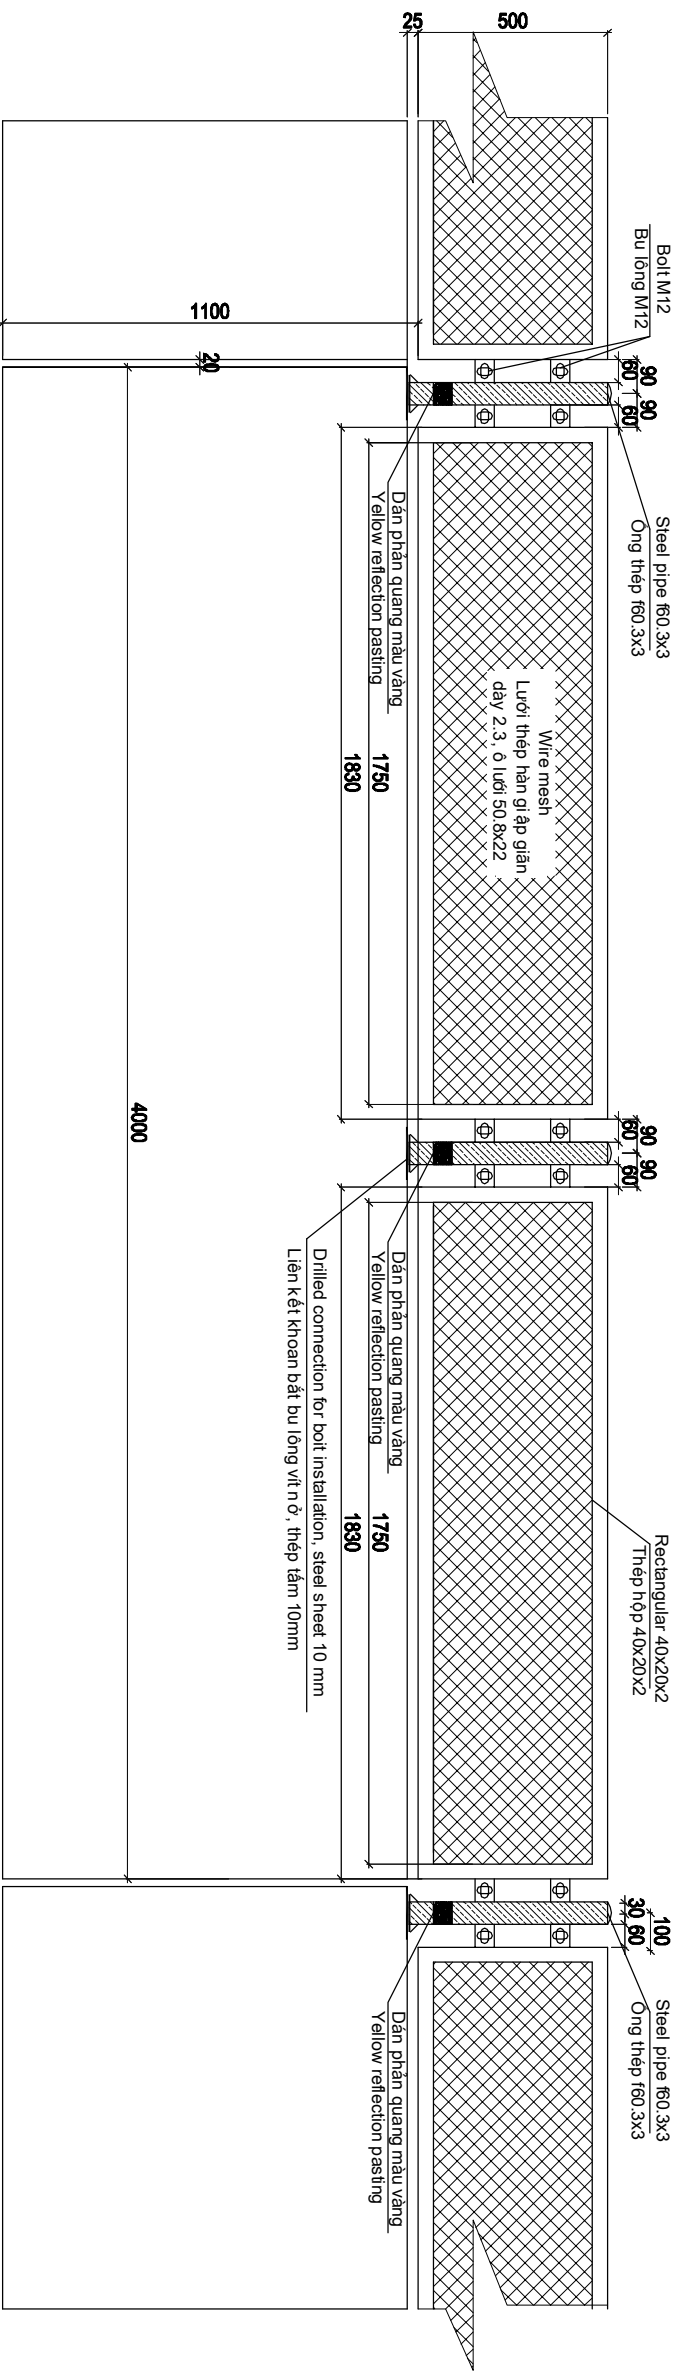 25
500
Bolt M12
Bu lông M12
1100
20
60
90
60
90
Steel pipe f60.3x3
Ống thép f60.3x3
Dán phản quang màu vàng
Yellow reflection pasting
Wire mesh
Lưới thép hàn gi ập giãn
dày 2.3, ô lưới 50.8x22
1750
1830
4000
60
90
60
90
Dán phản quang màu vàng
Yellow reflection pasting
Drilled connection for boit installation, steel sheet 10 mm
Liên kết khoan bắt bu lông vít nở, thép tấm 10mm
1750
1830
Rectangular 40x20x2
Thép hộp 40x20x2
30
60
100
Steel pipe f60.3x3
Ống thép f60.3x3
Dán phản quang màu vàng
Yellow reflection pasting